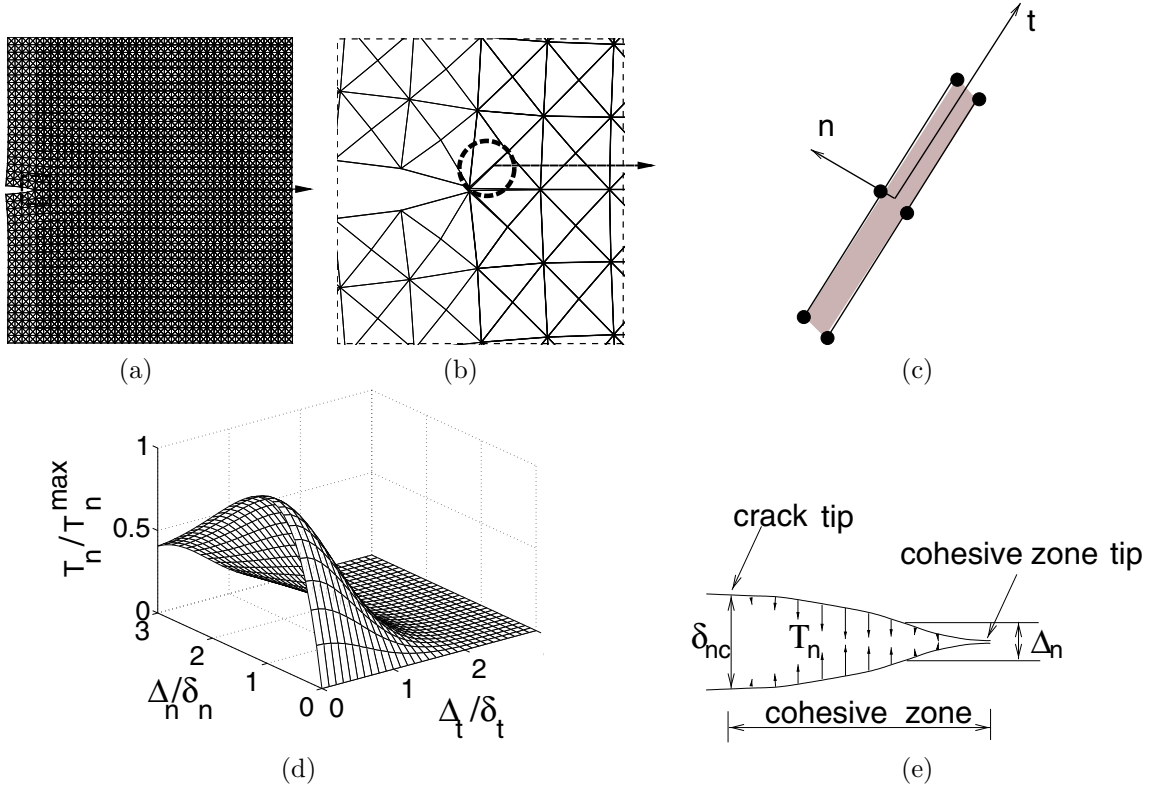 t
n
(a)
(b)
(c)
1
0.5
0
T_n/T_n^max
3
2
1
0
0
1
2
Δ_n/δ_n
Δ_t/δ_t
(d)
crack tip
cohesive zone tip
δ_nc
T_n
Δ_n
cohesive zone
(e)